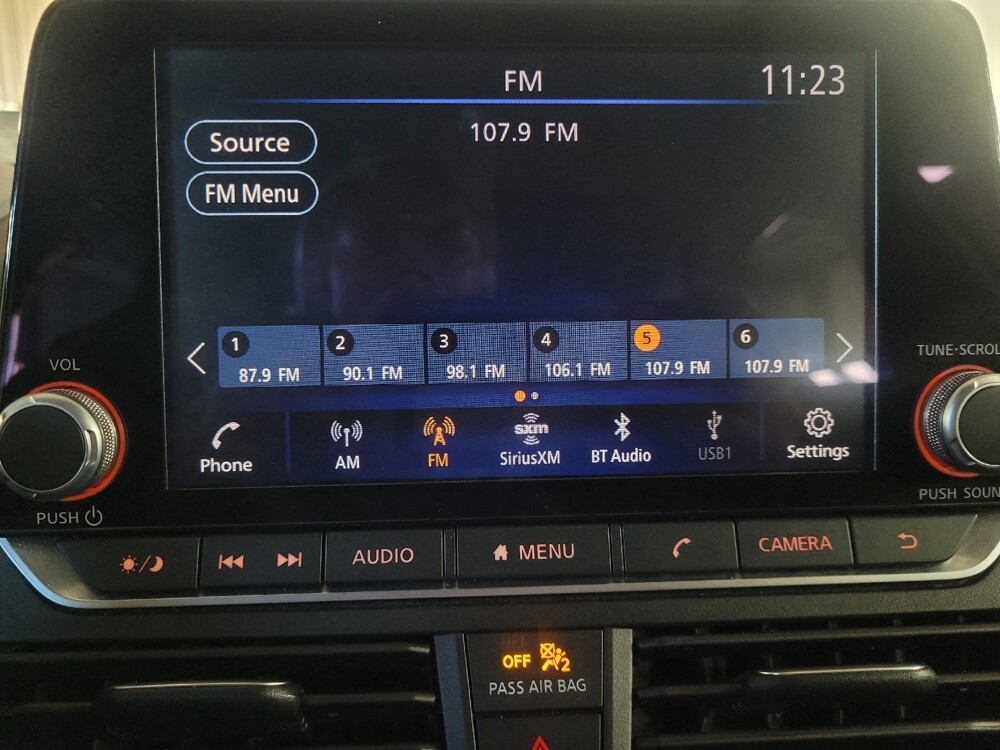 FM
11:23
Source
107.9 FM
FM Menu
1
2
3
4
5
6
87.9 FM
90.1 FM
98.1 FM
106.1 FM
107.9 FM
107.9 FM
VOL
TUNE·SCROL
Phone
AM
FM
sxm
SiriusXM
BT Audio
USB1
Settings
PUSH
PUSH SOUN
AUDIO
MENU
CAMERA
OFF
2
PASS AIR BAG